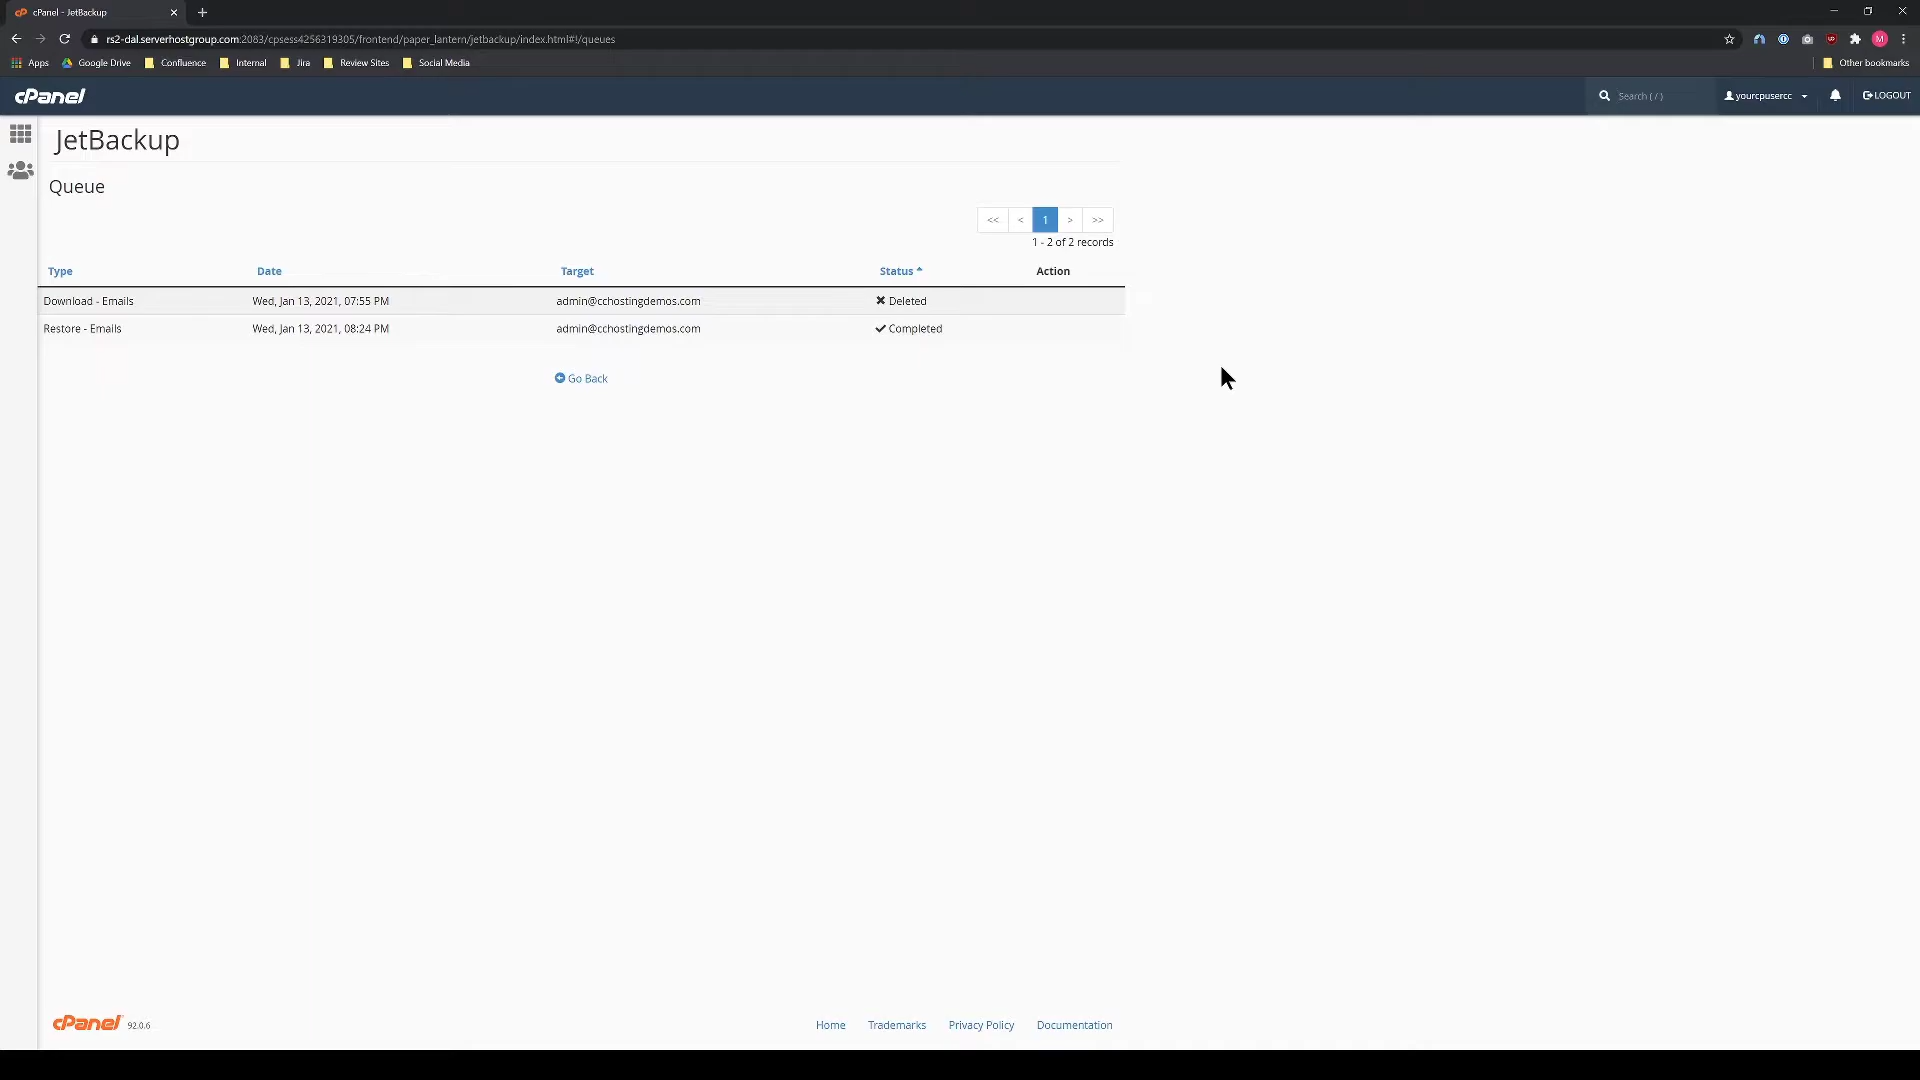 cPanel - JetBackup
rs2-dal.serverhostgroup.com:2083/cpsess4256319305/frontend/paper_lantern/jetbackup/index.html#!/queues
Apps Google Drive Confluence Internal Jira Review Sites Social Media Other bookmarks
cPanel Search ( / ) yourcpusercc LOGOUT
JetBackup
Queue
<< < 1 > >>
1 - 2 of 2 records
Type Date Target Status Action
Download - Emails Wed, Jan 13, 2021, 07:55 PM admin@cchostingdemos.com Deleted
Restore - Emails Wed, Jan 13, 2021, 08:24 PM admin@cchostingdemos.com Completed
Go Back
cPanel 92.0.6 Home Trademarks Privacy Policy Documentation